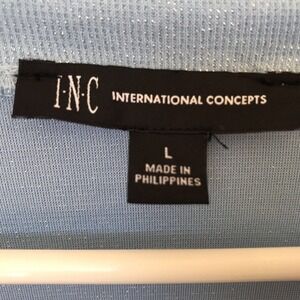 I·N·C INTERNATIONAL CONCEPTS
L
MADE IN
PHILIPPINES